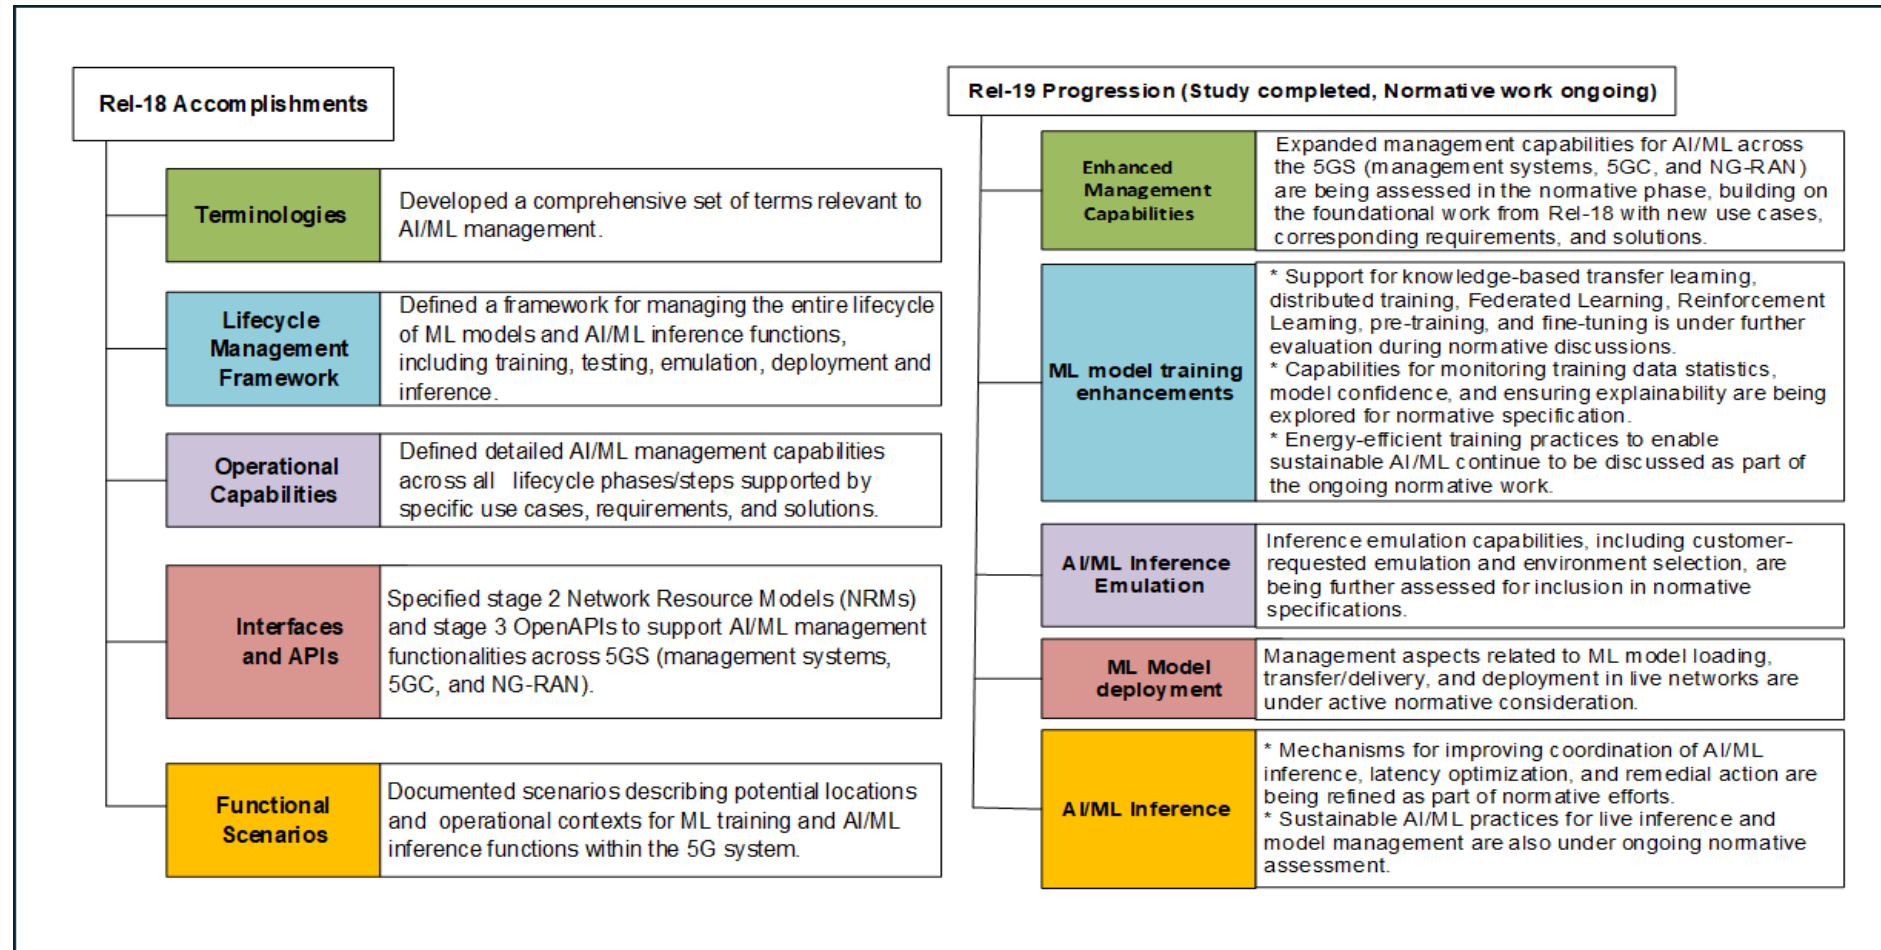 Rel-18 Accomplishments
Terminologies
Developed a comprehensive set of terms relevant to
AI/ML management.
Lifecycle
Management
Framework
Defined a framework for managing the entire lifecycle
of ML models and AI/ML inference functions,
including training, testing, emulation, deployment and
inference.
Operational
Capabilities
Defined detailed AI/ML management capabilities
across all lifecycle phases/steps supported by
specific use cases, requirements, and solutions.
Interfaces
and APIs
Specified stage 2 Network Resource Models (NRMs)
and stage 3 OpenAPIs to support AI/ML management
functionalities across 5GS (management systems,
5GC, and NG-RAN).
Functional
Scenarios
Documented scenarios describing potential locations
and operational contexts for ML training and AI/ML
inference functions within the 5G system.
Rel-19 Progression (Study completed, Normative work ongoing)
Enhanced
Management
Capabilities
Expanded management capabilities for AI/ML across
the 5GS (management systems, 5GC, and NG-RAN)
are being assessed in the normative phase, building on
the foundational work from Rel-18 with new use cases,
corresponding requirements, and solutions.
ML model training
enhancements
* Support for knowledge-based transfer learning,
distributed training, Federated Learning, Reinforcement
Learning, pre-training, and fine-tuning is under further
evaluation during normative discussions.
* Capabilities for monitoring training data statistics,
model confidence, and ensuring explainability are being
explored for normative specification.
* Energy-efficient training practices to enable
sustainable AI/ML continue to be discussed as part of
the ongoing normative work.
AI/ML Inference
Emulation
Inference emulation capabilities, including customer-
requested emulation and environment selection, are
being further assessed for inclusion in normative
specifications.
ML Model
deployment
Management aspects related to ML model loading,
transfer/delivery, and deployment in live networks are
under active normative consideration.
AI/ML Inference
* Mechanisms for improving coordination of AI/ML
inference, latency optimization, and remedial action are
being refined as part of normative efforts.
* Sustainable AI/ML practices for live inference and
model management are also under ongoing normative
assessment.